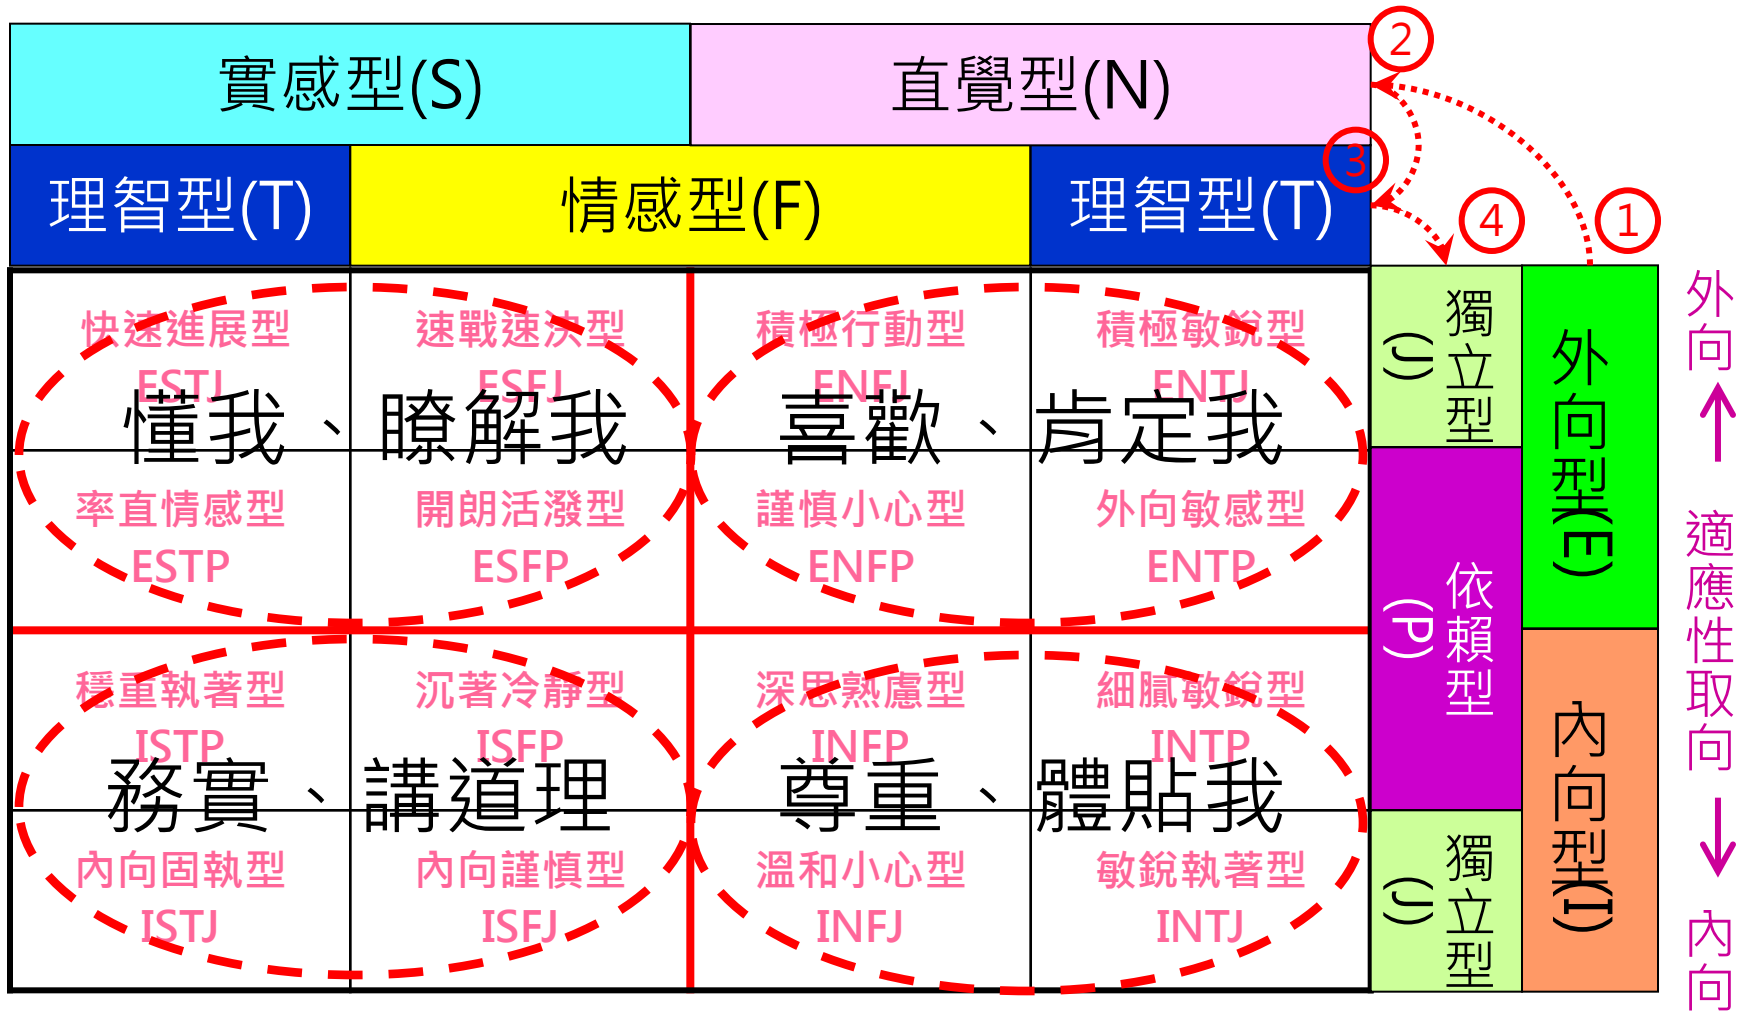 實感型(S)
直覺型(N)
②
理智型(T)
情感型(F)
理智型(T)
③
④
①
快速進展型
ESTJ
速戰速決型
ESFJ
積極行動型
ENFJ
積極敏銳型
ENTJ
懂我、瞭解我
喜歡、肯定我
率直情感型
ESTP
開朗活潑型
ESFP
謹慎小心型
ENFP
外向敏感型
ENTP
穩重執著型
ISTP
沉著冷靜型
ISFP
深思熟慮型
INFP
細膩敏銳型
INTP
務實、講道理
尊重、體貼我
內向固執型
ISTJ
內向謹慎型
ISFJ
溫和小心型
INFJ
敏銳執著型
INTJ
獨立型
(J)
依賴型
(P)
獨立型
(J)
外向型(E)
內向型(I)
外向
適應性取向
內向